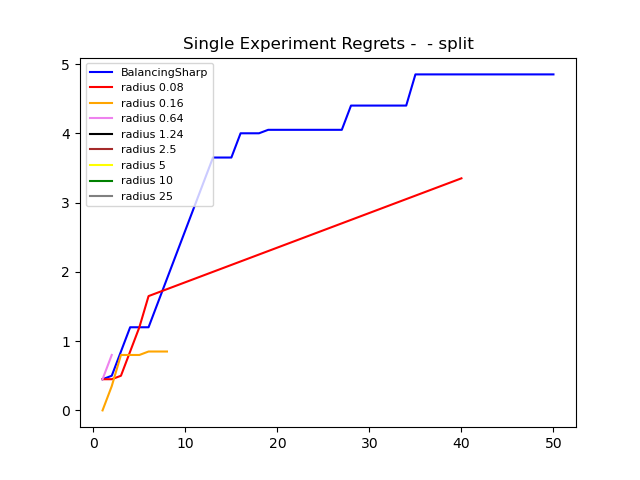 Single Experiment Regrets -  - split
BalancingSharp
radius 0.08
radius 0.16
radius 0.64
radius 1.24
radius 2.5
radius 5
radius 10
radius 25
5
4
3
2
1
0
0 10 20 30 40 50